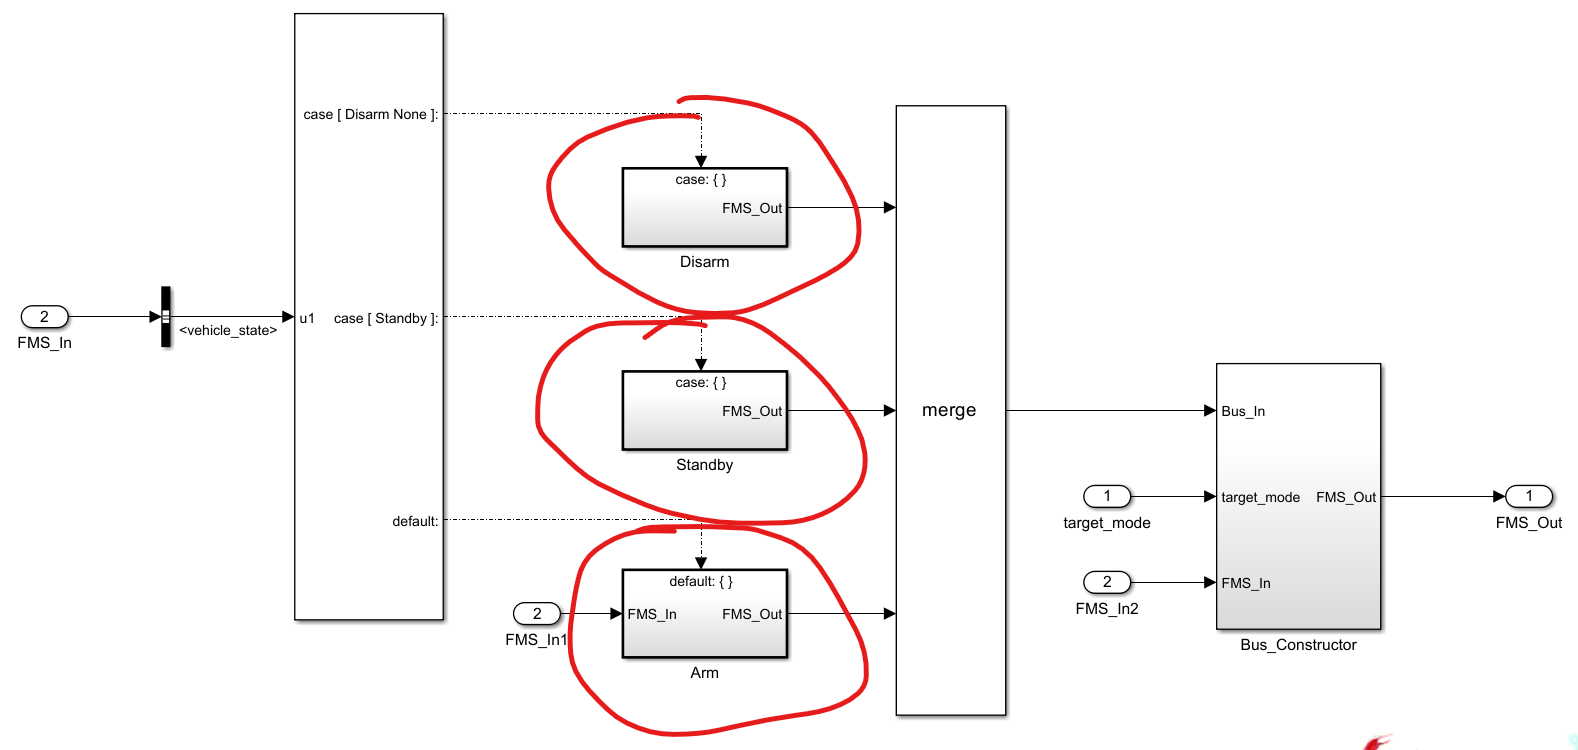 case [ Disarm None ]:
case: { }
FMS_Out
Disarm
2
FMS_In
<vehicle_state>
u1
case [ Standby ]:
case: { }
FMS_Out
Standby
merge
default:
default: { }
2
FMS_In1
FMS_In
FMS_Out
Arm
Bus_In
1
target_mode
target_mode
FMS_Out
1
FMS_Out
2
FMS_In2
FMS_In
Bus_Constructor